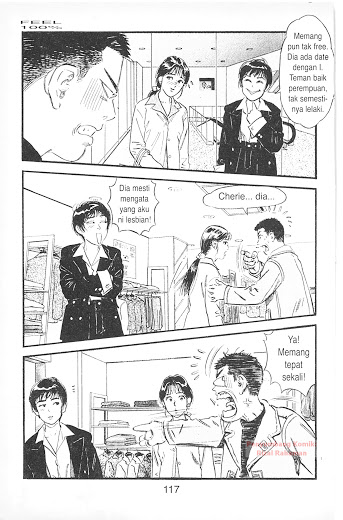 FEEL
100%
Memang
pun tak free.
Dia ada date
dengan I.
Teman baik
perempuan,
tak semesti-
nya lelaki.
Dia mesti
mengata
yang aku
ni lesbian!
Cherie... dia...
Ya!
Memang
tepat
sekali!
117